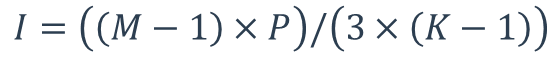 I = ((M − 1) × P)/(3 × (K − 1))